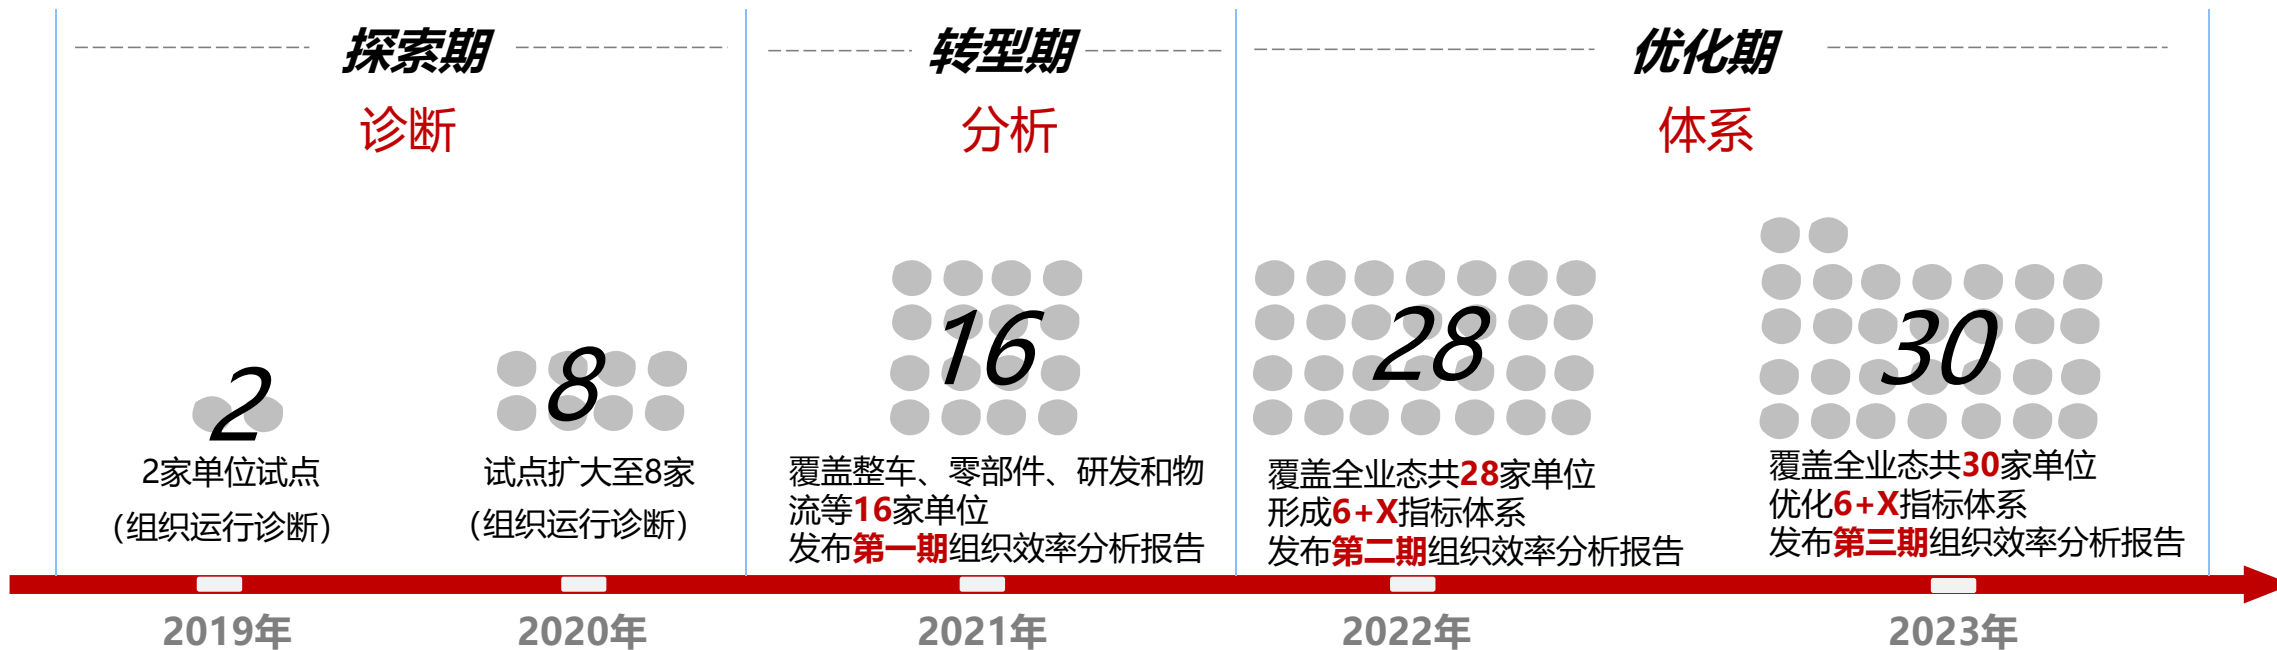 探索期
诊断
2
2家单位试点
（组织运行诊断）
2019年
8
试点扩大至8家
（组织运行诊断）
2020年
转型期
分析
16
覆盖整车、零部件、研发和物
流等16家单位
发布第一期组织效率分析报告
2021年
优化期
体系
28
覆盖全业态共28家单位
形成6+X指标体系
发布第二期组织效率分析报告
2022年
30
覆盖全业态共30家单位
优化6+X指标体系
发布第三期组织效率分析报告
2023年